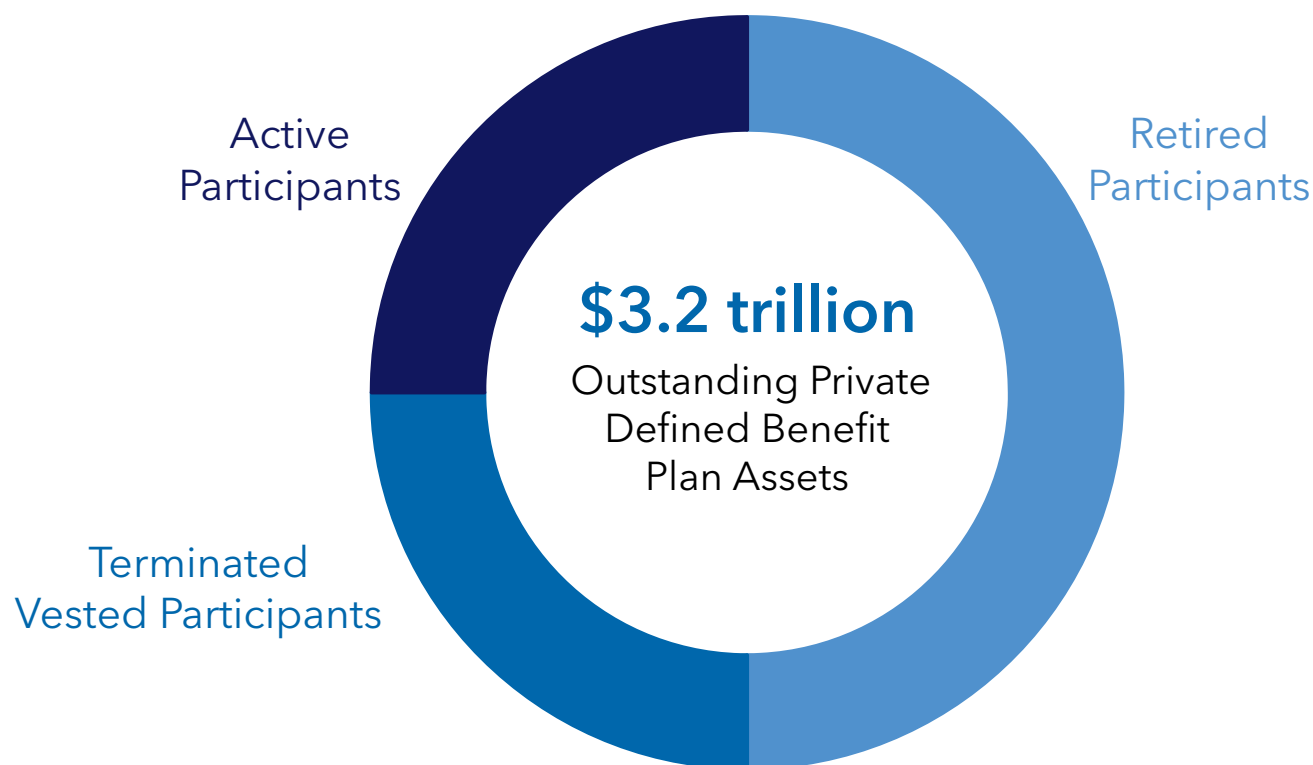 Active
Participants
Retired
Participants
$3.2 trillion
Outstanding Private
Defined Benefit
Plan Assets
Terminated
Vested Participants